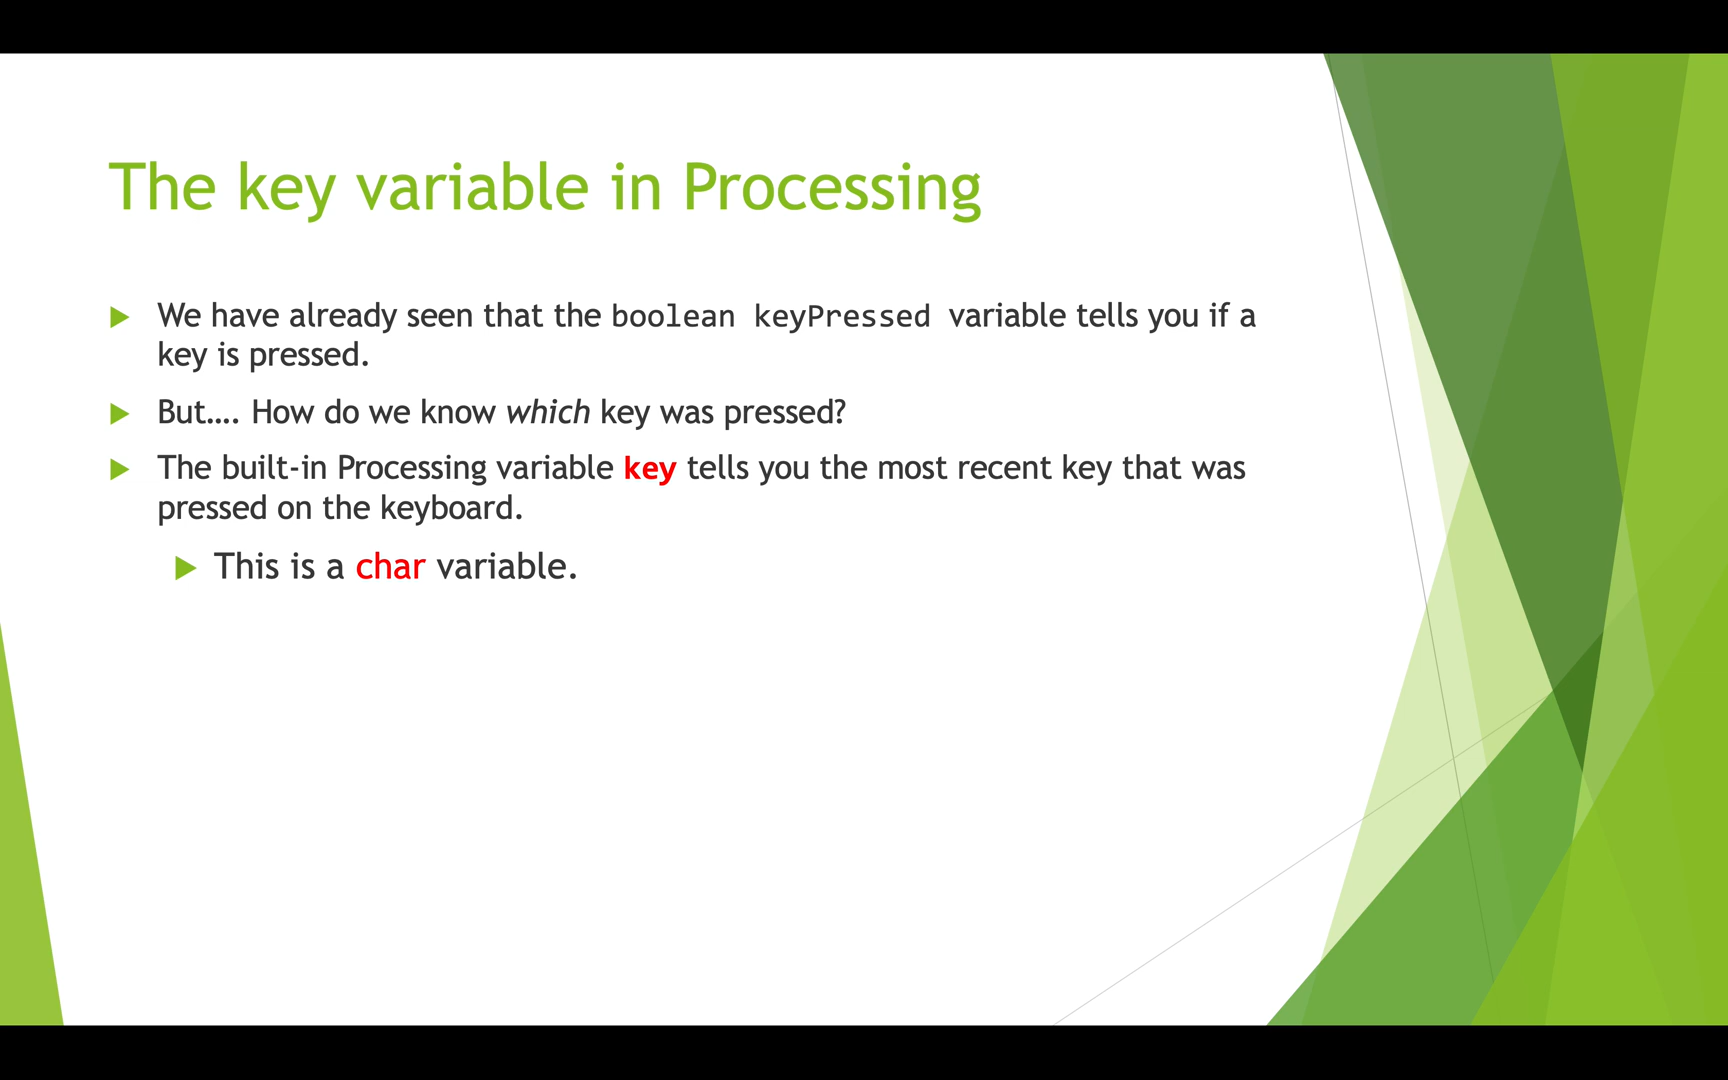 The key variable in Processing
We have already seen that the boolean keyPressed variable tells you if a
key is pressed.
But.... How do we know which key was pressed?
The built-in Processing variable key tells you the most recent key that was
pressed on the keyboard.
This is a char variable.